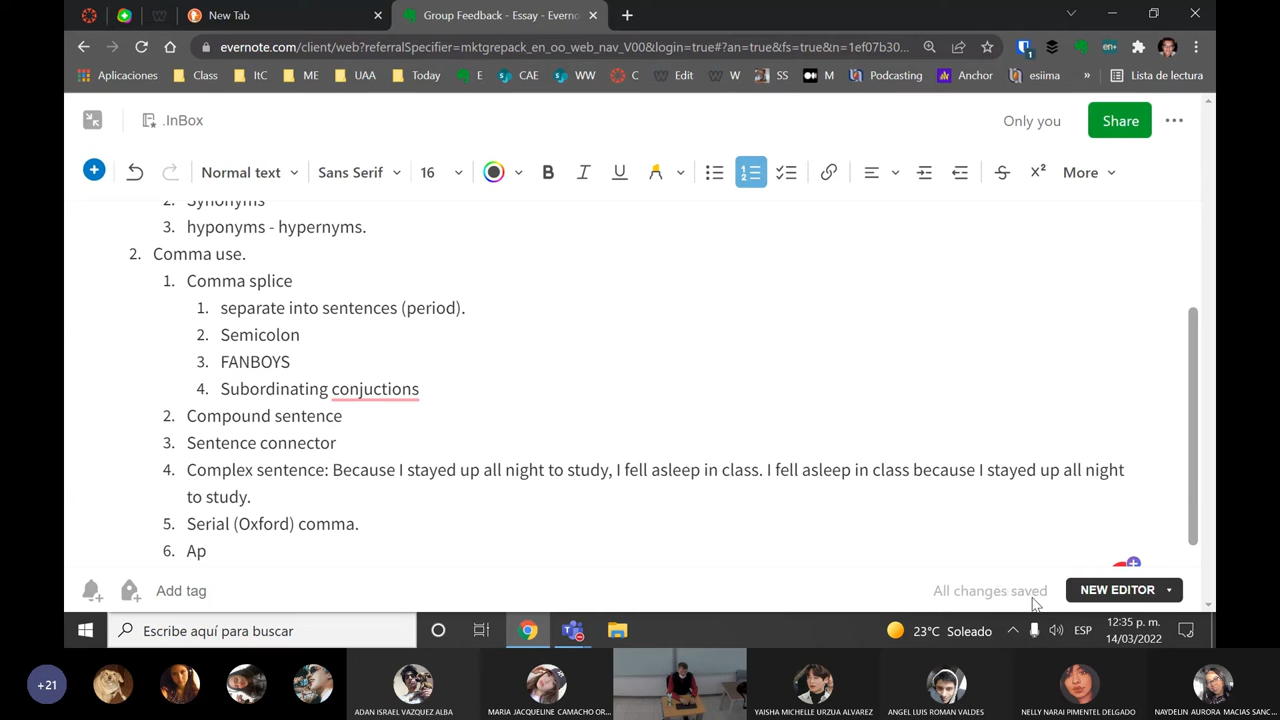 New Tab
Group Feedback - Essay - Everno
evernote.com/client/web?referralSpecifier=mktgrepack_en_oo_web_nav_V00&login=true#?an=true&fs=true&n=1ef07b30...
Aplicaciones Class ItC ME UAA Today E CAE WW C Edit W SS M Podcasting Anchor esiima » Lista de lectura
.InBox Only you Share
Normal text Sans Serif 16 B I U More
2. Synonyms
3. hyponyms - hypernyms.
2. Comma use.
1. Comma splice
1. separate into sentences (period).
2. Semicolon
3. FANBOYS
4. Subordinating conjuctions
2. Compound sentence
3. Sentence connector
4. Complex sentence: Because I stayed up all night to study, I fell asleep in class. I fell asleep in class because I stayed up all night
to study.
5. Serial (Oxford) comma.
6. Ap
Add tag All changes saved NEW EDITOR
Escribe aquí para buscar 23°C Soleado ESP 12:35 p. m.
14/03/2022
+21
ADAN ISRAEL VAZQUEZ ALBA MARIA JACQUELINE CAMACHO OR... YAISHA MICHELLE URZUA ALVAREZ ANGEL LUIS ROMAN VALDES NELLY NARAI PIMENTEL DELGADO NAYDELIN AURORA MACIAS SANC...